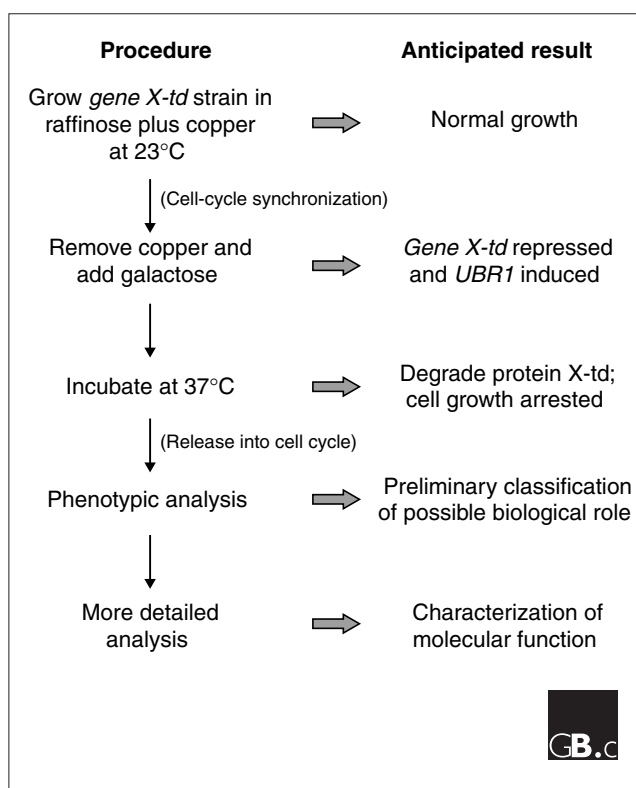 Procedure
Anticipated result
Grow gene X-td strain in
raffinose plus copper
at 23°C
Normal growth
(Cell-cycle synchronization)
Remove copper and
add galactose
Gene X-td repressed
and UBR1 induced
Incubate at 37°C
Degrade protein X-td;
cell growth arrested
(Release into cell cycle)
Phenotypic analysis
Preliminary classification
of possible biological role
More detailed
analysis
Characterization of
molecular function
GB.c